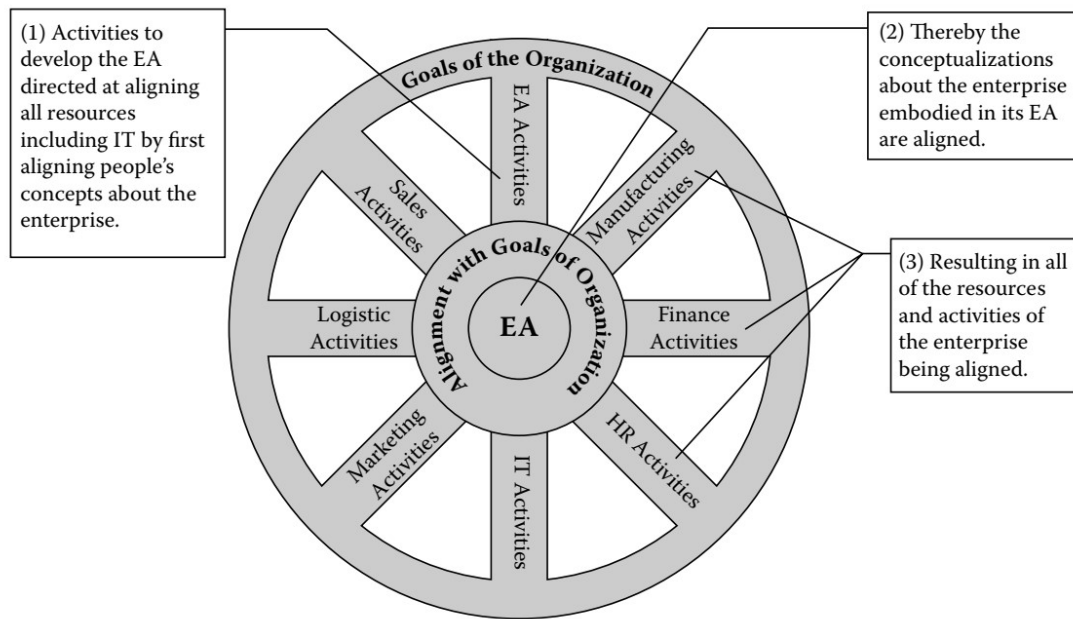 (1) Activities to
develop the EA
directed at aligning
all resources
including IT by first
aligning people's
concepts about the
enterprise.
(2) Thereby the
conceptualizations
about the enterprise
embodied in its EA
are aligned.
Goals of the Organization
EA Activities
Sales
Activities
Manufacturing
Activities
Alignment with Goals of Organization
EA
Logistic
Activities
Finance
Activities
(3) Resulting in all
of the resources
and activities of
the enterprise
being aligned.
Marketing
Activities
IT Activities
HR Activities